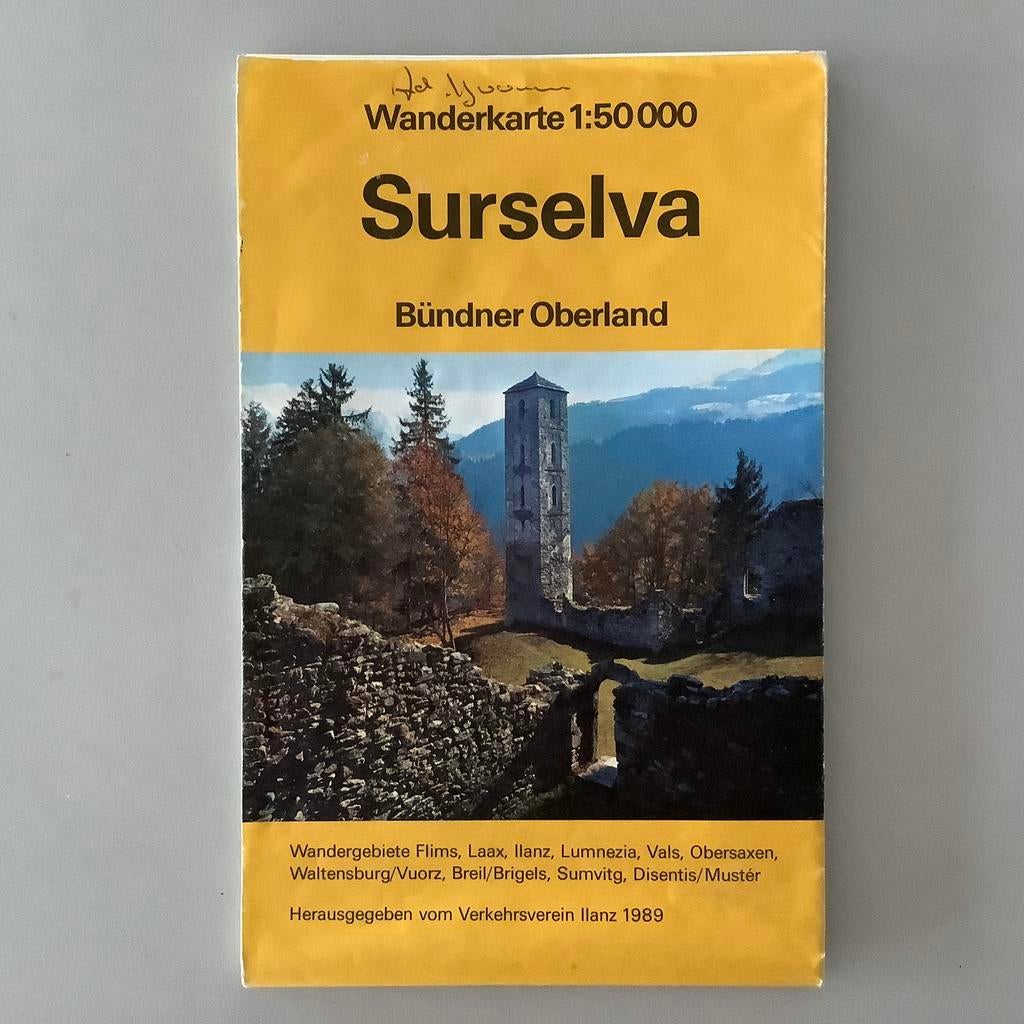 Wanderkarte 1:50 000
Surselva
Bündner Oberland
Wandergebiete Flims, Laax, Ilanz, Lumnezia, Vals, Obersaxen,
Waltensburg/Vuorz, Breil/Brigels, Sumvitg, Disentis/Mustér
Herausgegeben vom Verkehrsverein Ilanz 1989